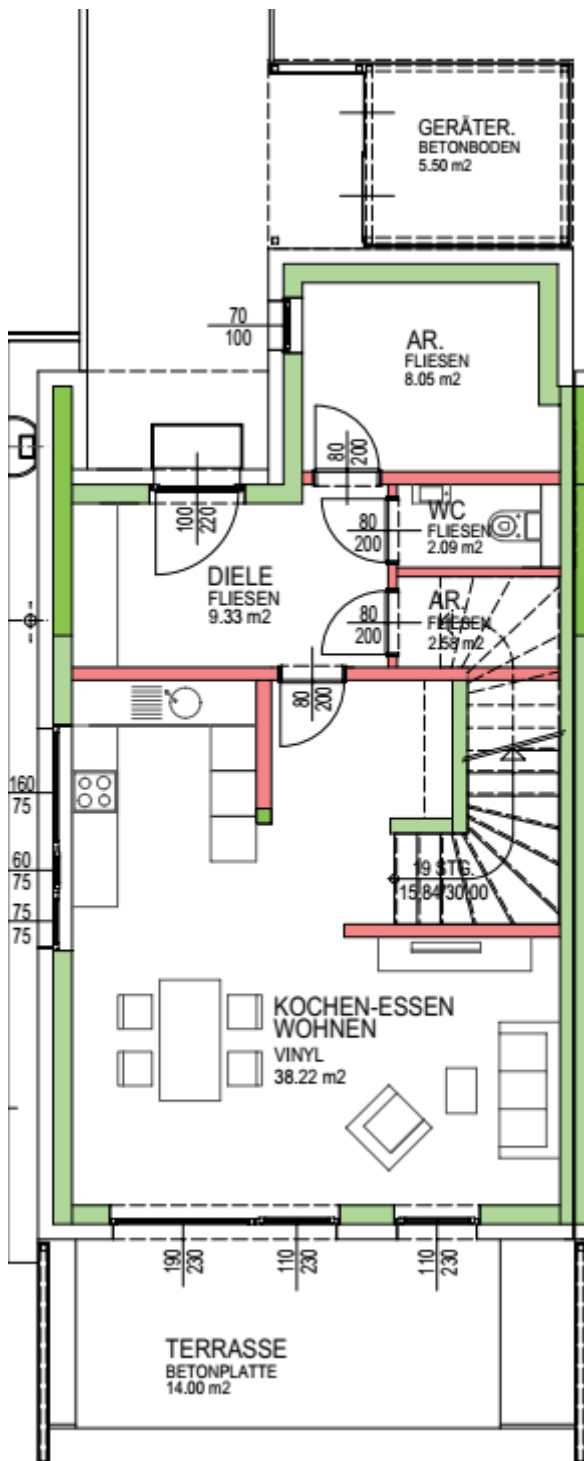 GERÄTER.
BETONBODEN
5.50 m2
70
100
AR.
FLIESEN
8.05 m2
80
200
100
220
80
200
WC
FLIESEN
2.09 m2
DIELE
FLIESEN
9.33 m2
80
200
AR.
FLIESEN
2.58 m2
80
200
160
75
60
75
75
75
19 STG.
15.84/30.00
KOCHEN-ESSEN
WOHNEN
VINYL
38.22 m2
190
230
110
230
110
230
TERRASSE
BETONPLATTE
14.00 m2